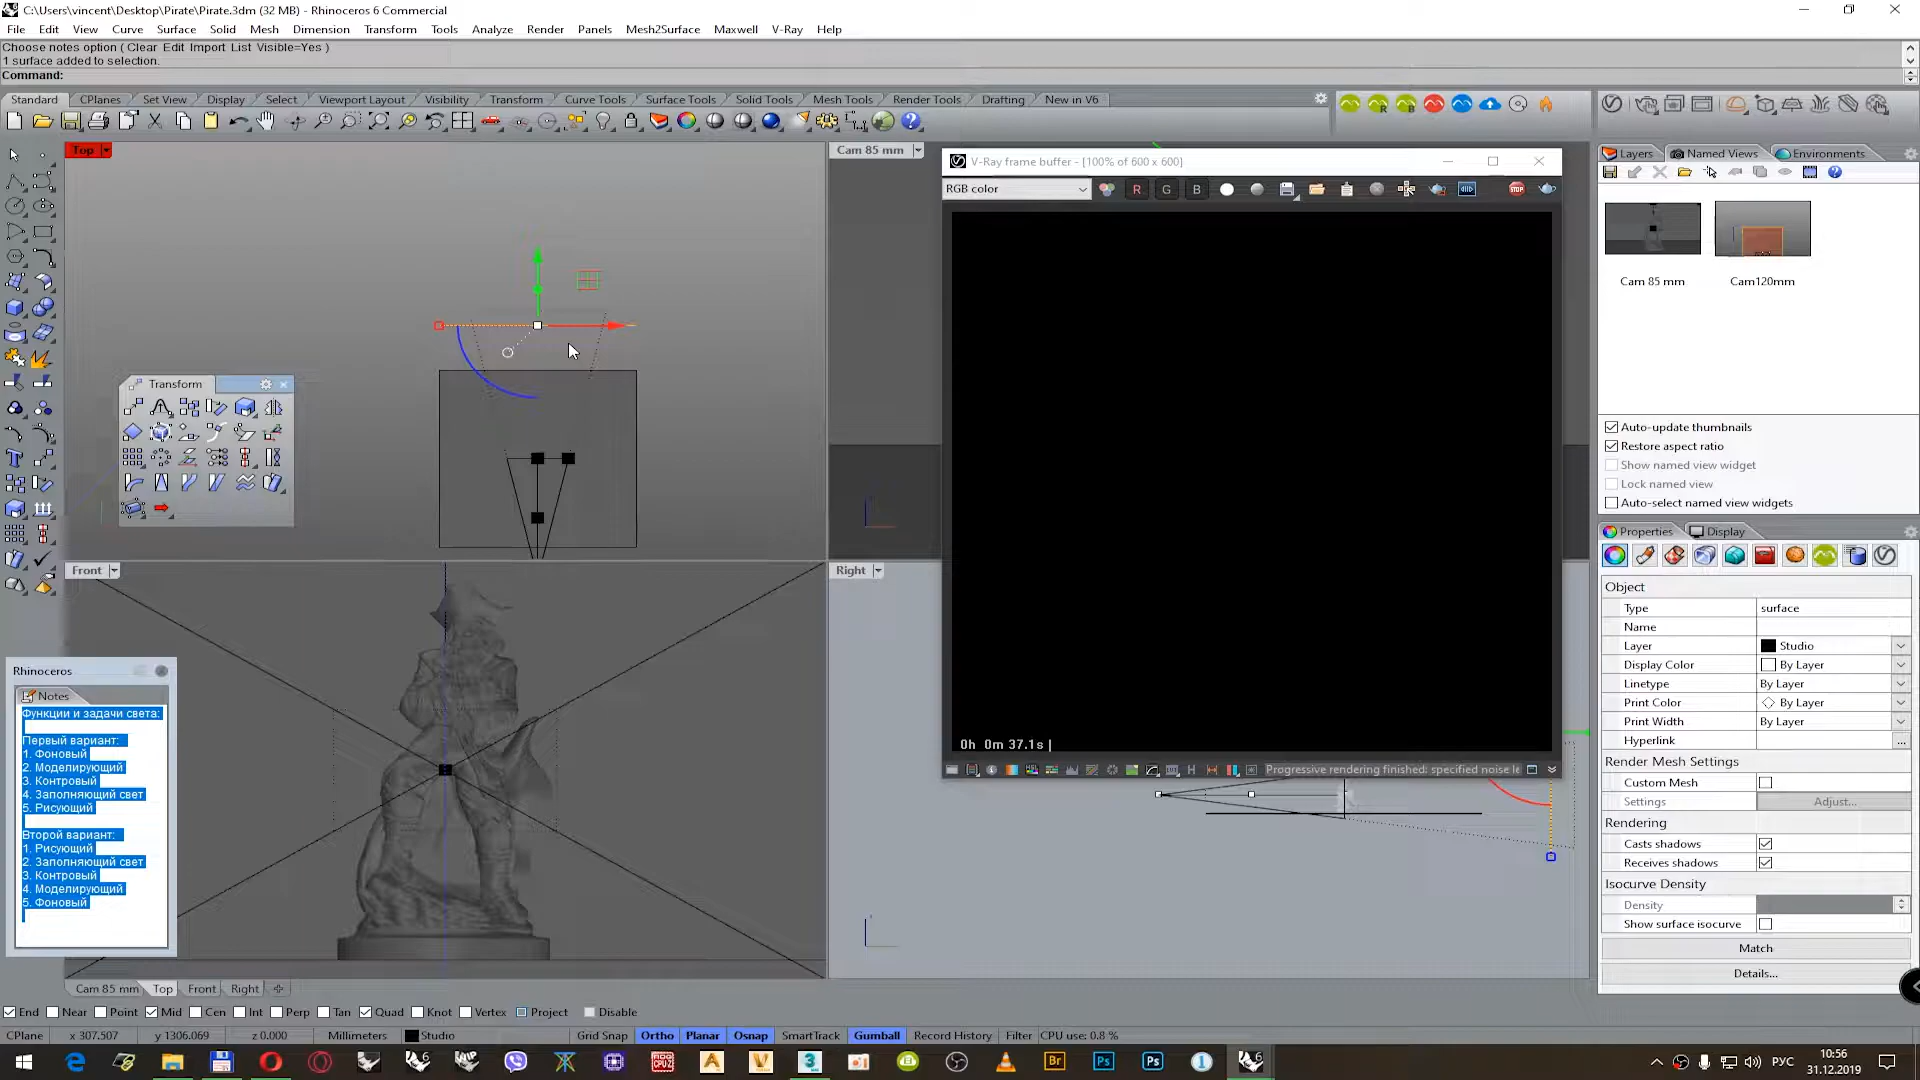 C:\Users\vincent\Desktop\Pirate\Pirate.3dm (32 MB) - Rhinoceros 6 Commercial
File Edit View Curve Surface Solid Mesh Dimension Transform Tools Analyze Render Panels Mesh2Surface Maxwell V-Ray Help
Choose notes option ( Clear Edit Import List Visible=Yes )
1 surface added to selection.
Command:
Standard CPlanes Set View Display Select Viewport Layout Visibility Transform Curve Tools Surface Tools Solid Tools Mesh Tools Render Tools Drafting New in V6
Top
Cam 85 mm
V-Ray frame buffer - [100% of 600 x 600]
RGB color
R G B
STOP
0h 0m 37.1s |
Progressive rendering finished: specified noise le
Transform
Front
Right
Rhinoceros
Notes
Функции и задачи света:
Первый вариант:
1. Фоновый
2. Моделирующий
3. Контровый
4. Заполняющий свет
5. Рисующий
Второй вариант:
1. Рисующий
2. Заполняющий свет
3. Контровый
4. Моделирующий
5. Фоновый
Layers Named Views Environments
Cam 85 mm Cam120mm
Auto-update thumbnails
Restore aspect ratio
Show named view widget
Lock named view
Auto-select named view widgets
Properties Display
Object
Type surface
Name
Layer Studio
Display Color By Layer
Linetype By Layer
Print Color By Layer
Print Width By Layer
Hyperlink ...
Render Mesh Settings
Custom Mesh
Settings Adjust...
Rendering
Casts shadows
Receives shadows
Isocurve Density
Density
Show surface isocurve
Match
Details...
Cam 85 mm Top Front Right
End Near Point Mid Cen Int Perp Tan Quad Knot Vertex Project Disable
CPlane x 307.507 y 1306.069 z 0.000 Millimeters Studio Grid Snap Ortho Planar Osnap SmartTrack Gumball Record History Filter CPU use: 0.8 %
РУС
10:56
31.12.2019